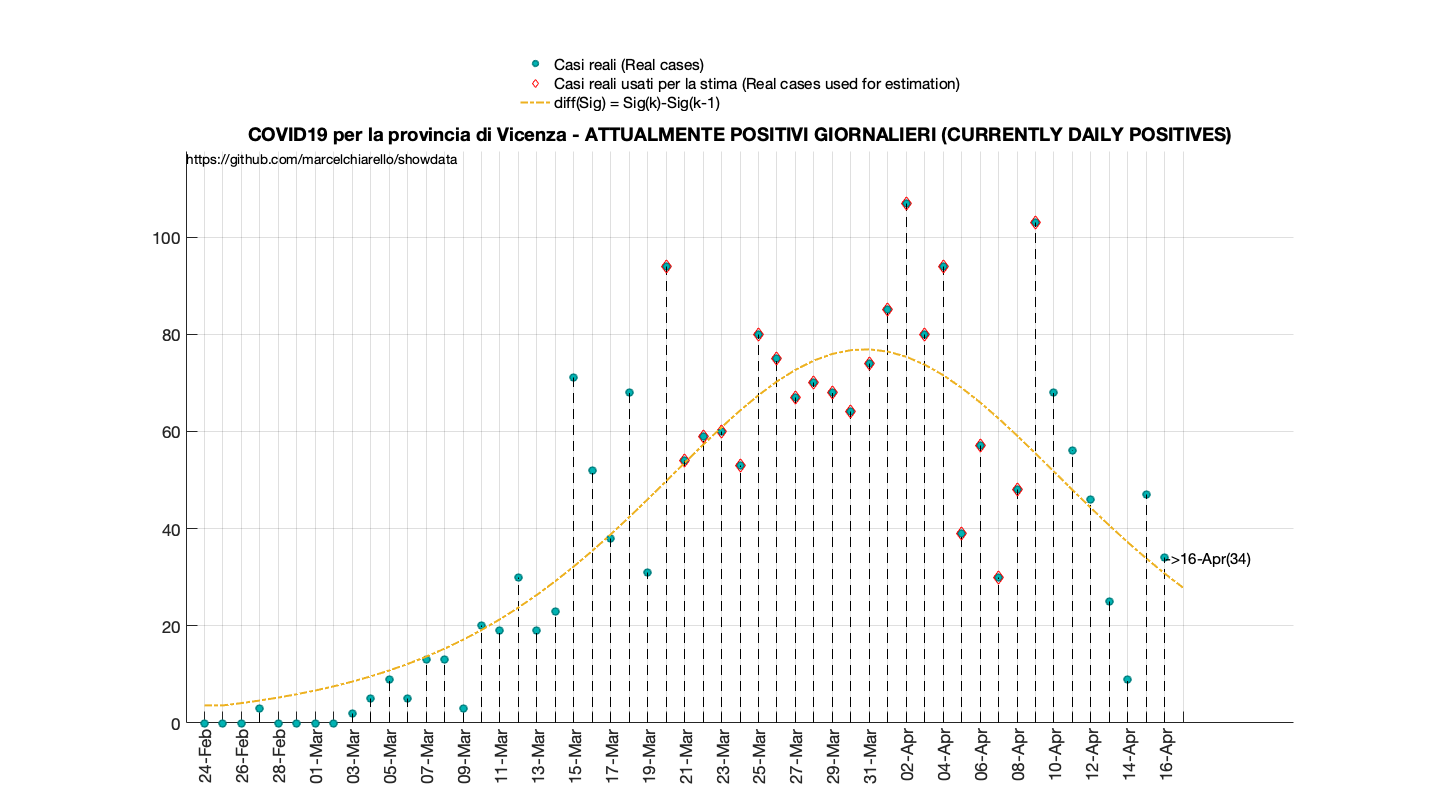 Casi reali (Real cases)
Casi reali usati per la stima (Real cases used for estimation)
diff(Sig) = Sig(k)-Sig(k-1)
COVID19 per la provincia di Vicenza - ATTUALMENTE POSITIVI GIORNALIERI (CURRENTLY DAILY POSITIVES)
https://github.com/marcelchiarello/showdata
100
80
60
40
20
0
->16-Apr(34)
24-Feb
26-Feb
28-Feb
01-Mar
03-Mar
05-Mar
07-Mar
09-Mar
11-Mar
13-Mar
15-Mar
17-Mar
19-Mar
21-Mar
23-Mar
25-Mar
27-Mar
29-Mar
31-Mar
02-Apr
04-Apr
06-Apr
08-Apr
10-Apr
12-Apr
14-Apr
16-Apr